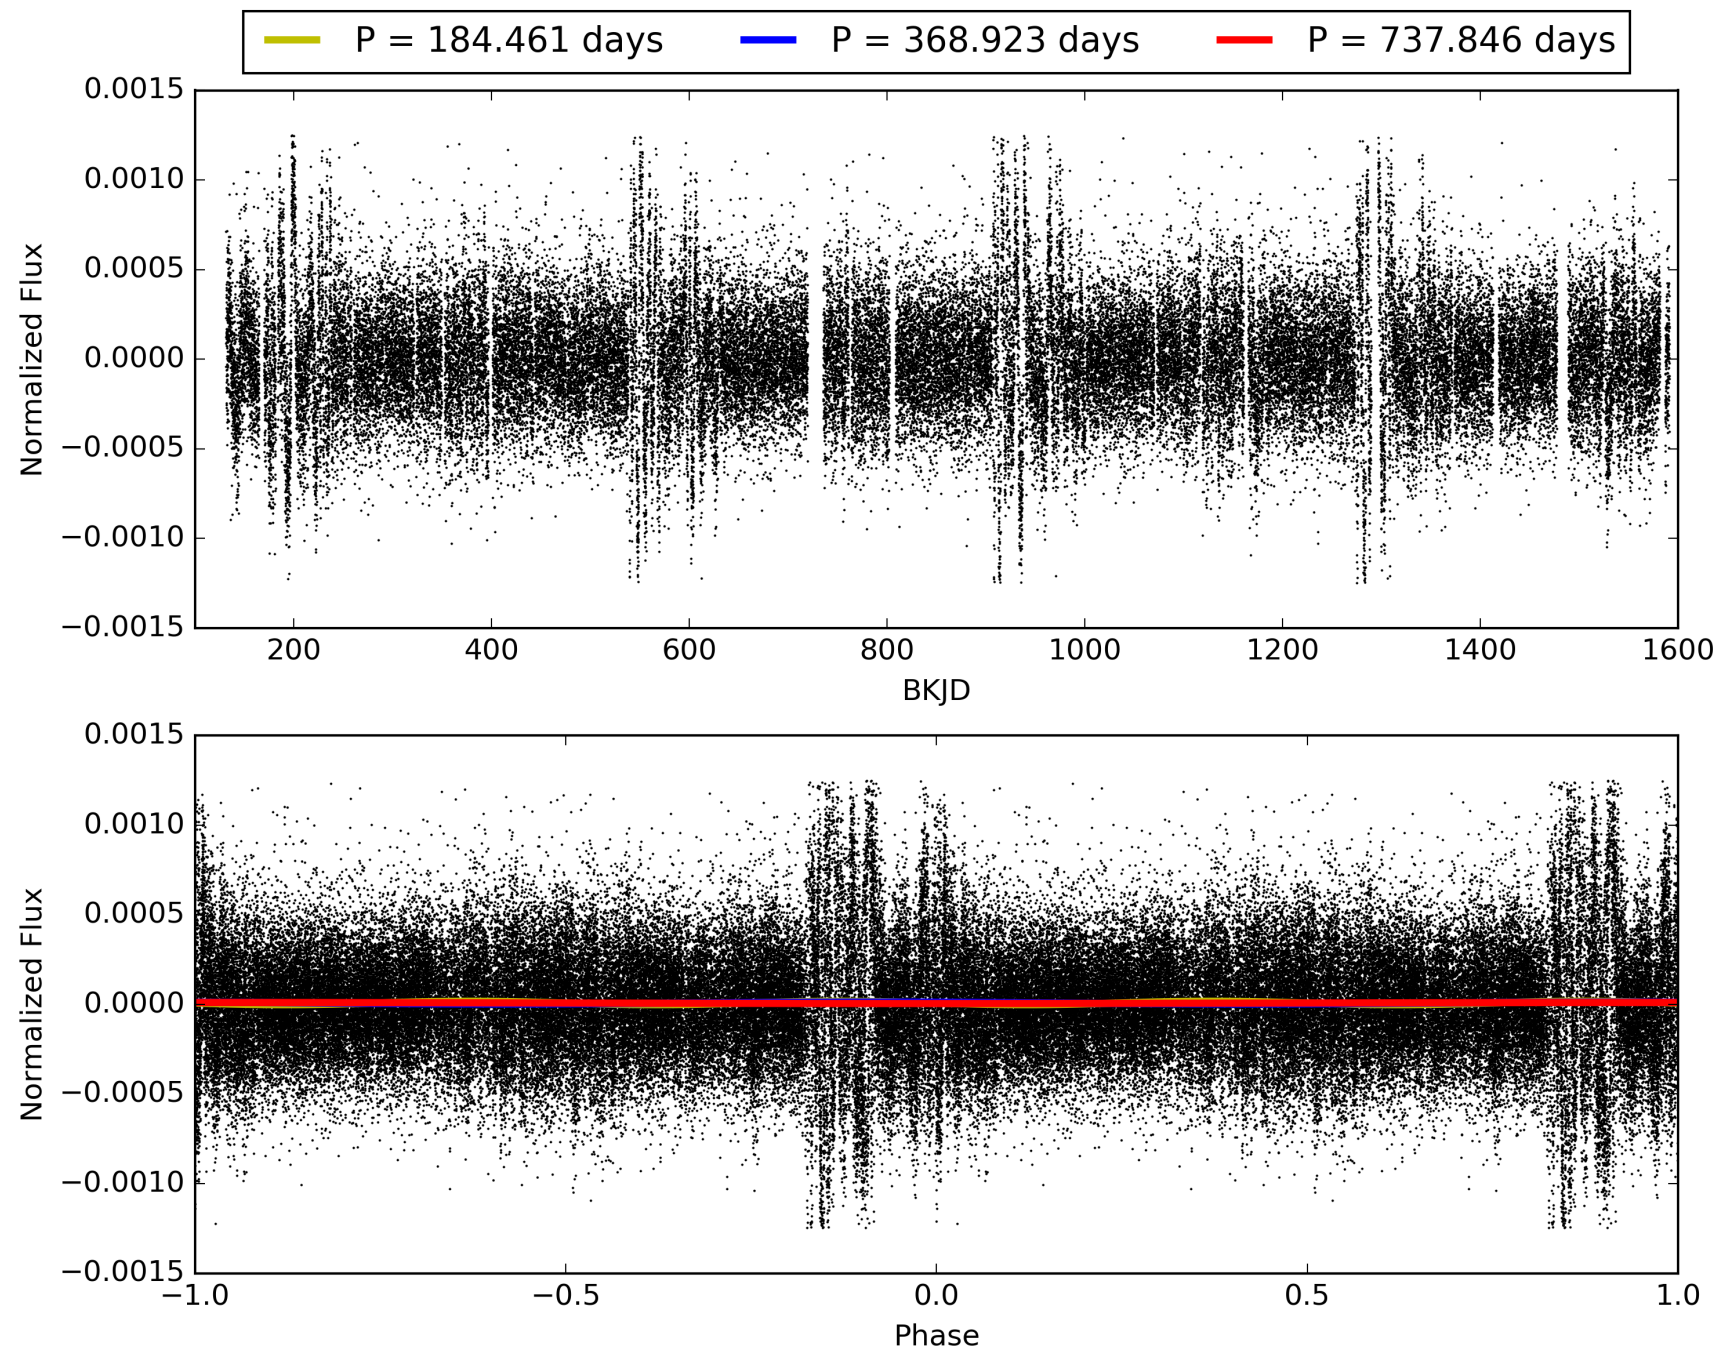 P = 184.461 days P = 368.923 days P = 737.846 days
0.0015
0.0010
0.0005
0.0000
−0.0005
−0.0010
−0.0015
Normalized Flux
200 400 600 800 1000 1200 1400 1600
BKJD
0.0015
0.0010
0.0005
0.0000
−0.0005
−0.0010
−0.0015
Normalized Flux
−1.0 −0.5 0.0 0.5 1.0
Phase